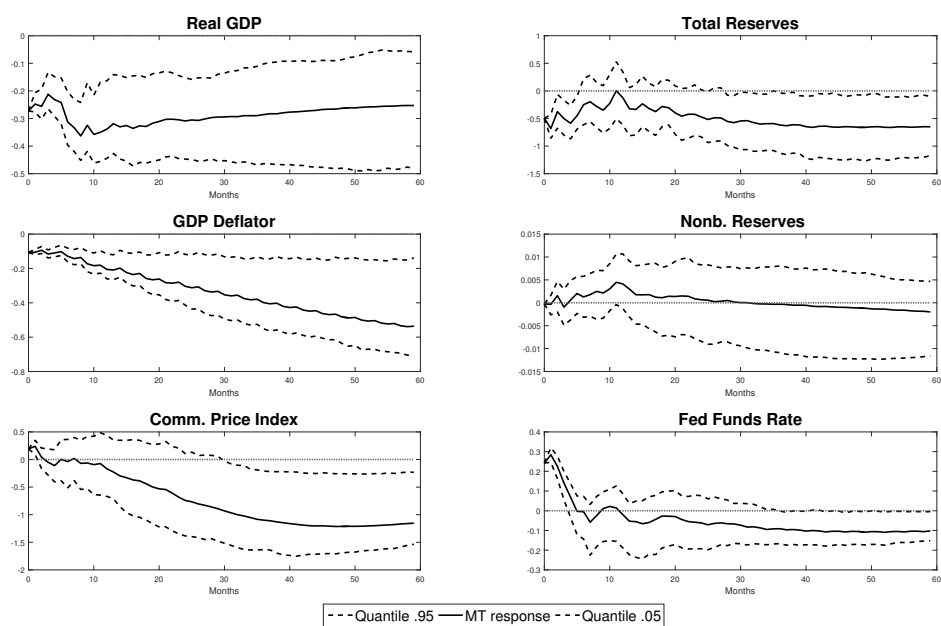 Real GDP
0
-0.1
-0.2
-0.3
-0.4
-0.5
0 10 20 30 40 50 60
Months
Total Reserves
1
0.5
0
-0.5
-1
-1.5
0 10 20 30 40 50 60
Months
GDP Deflator
0
-0.2
-0.4
-0.6
-0.8
0 10 20 30 40 50 60
Months
Nonb. Reserves
0.015
0.01
0.005
0
-0.005
-0.01
-0.015
0 10 20 30 40 50 60
Months
Comm. Price Index
0.5
0
-0.5
-1
-1.5
-2
0 10 20 30 40 50 60
Months
Fed Funds Rate
0.4
0.3
0.2
0.1
0
-0.1
-0.2
-0.3
0 10 20 30 40 50 60
Months
Quantile .95 MT response Quantile .05